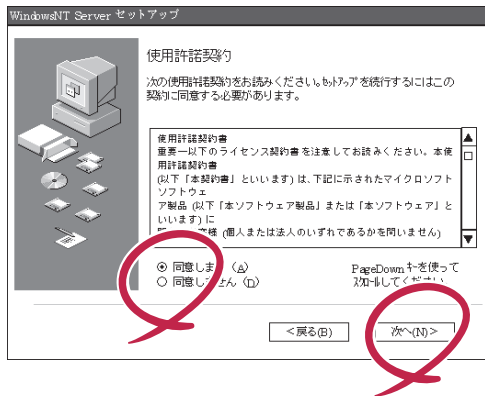 WindowsNT Server セットアップ
使用許諾契約
次の使用許諾契約をお読みください。ｾｯﾄｱｯﾌﾟを続行するにはこの
契約に同意する必要があります。
使用許諾契約書
重要－以下のライセンス契約書を注意してお読みください。本使
用許諾契約書
(以下「本契約書」といいます) は、下記に示されたマイクロソフト
ソフトウェ
ア製品 (以下「本ソフトウェア製品」または「本ソフトウェア」と
いいます) に
様 (個人または法人のいずれであるかを問いません)
同意しま (A)
同意し せん (D)
PageDown ｷｰを使って
ｽｸﾛｰﾙしてください
<戻る(B)
次へ(N)>